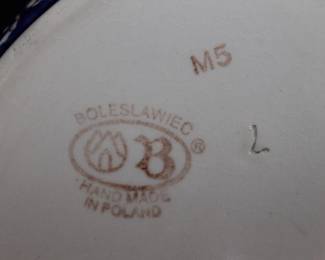 M5
BOLESLAWIEC
B®
L
HAND MADE
IN POLAND